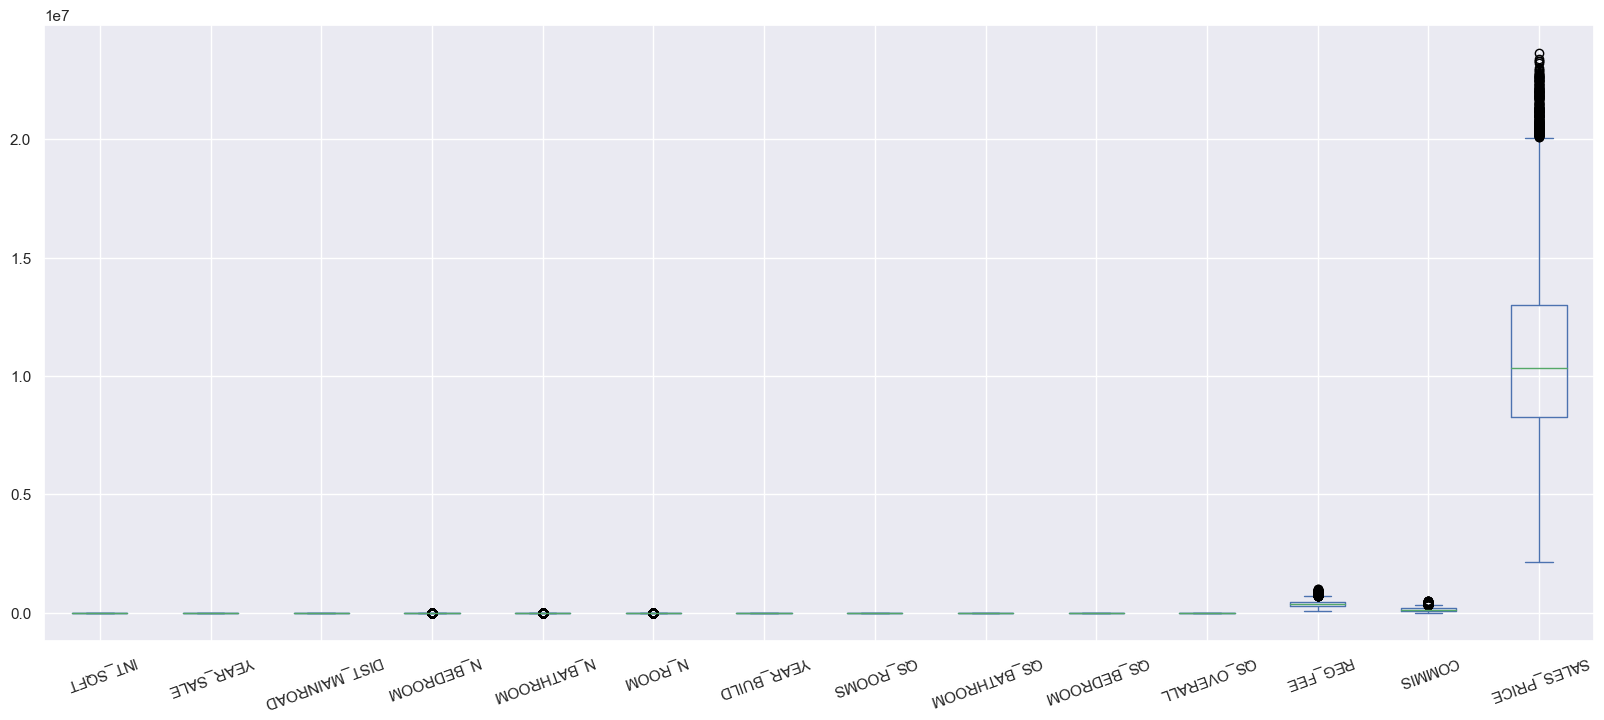 1e7
2.0
1.5
1.0
0.5
0.0
INT_SQFT
YEAR_SALE
DIST_MAINROAD
N_BEDROOM
N_BATHROOM
N_ROOM
YEAR_BUILD
QS_ROOMS
QS_BATHROOM
QS_BEDROOM
QS_OVERALL
REG_FEE
COMMIS
SALES_PRICE